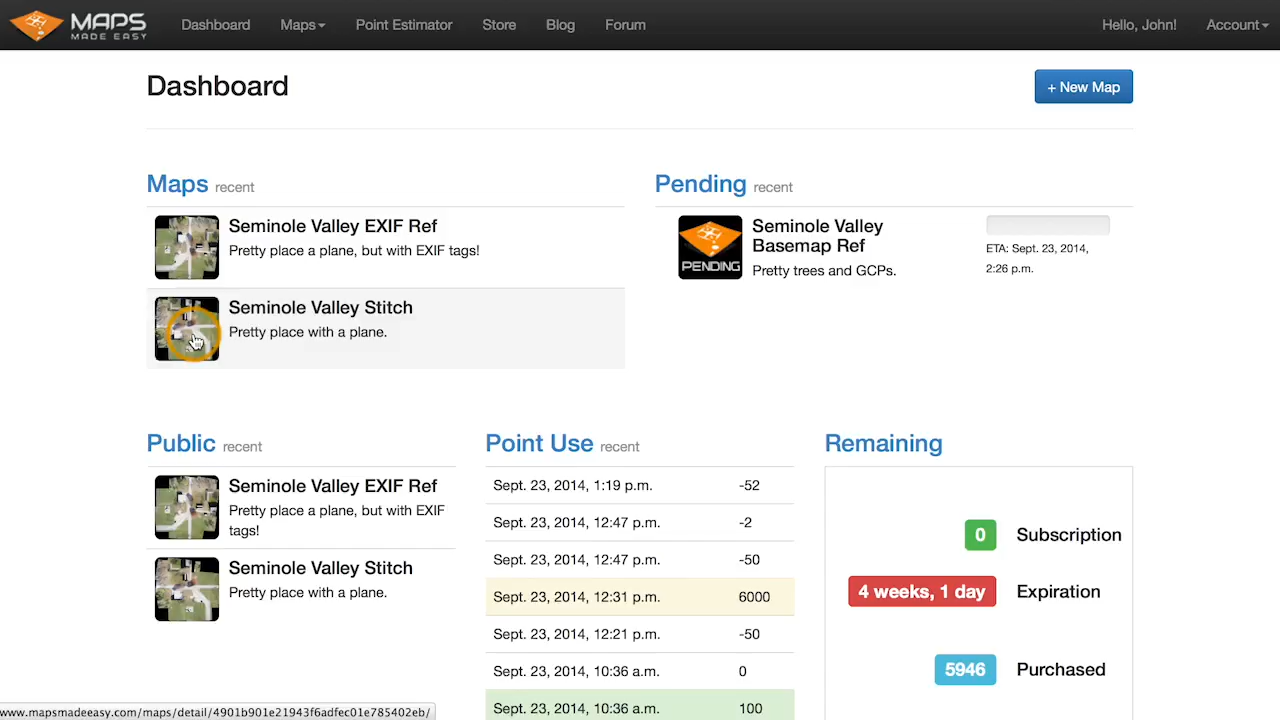 MAPS
MADE EASY
Dashboard
Maps
Point Estimator
Store
Blog
Forum
Hello, John!
Account
Dashboard
+ New Map
Maps recent
Seminole Valley EXIF Ref
Pretty place a plane, but with EXIF tags!
Seminole Valley Stitch
Pretty place with a plane.
Pending recent
PENDING
Seminole Valley
Basemap Ref
Pretty trees and GCPs.
ETA: Sept. 23, 2014,
2:26 p.m.
Public recent
Seminole Valley EXIF Ref
Pretty place a plane, but with EXIF
tags!
Seminole Valley Stitch
Pretty place with a plane.
Point Use recent
Sept. 23, 2014, 1:19 p.m. -52
Sept. 23, 2014, 12:47 p.m. -2
Sept. 23, 2014, 12:47 p.m. -50
Sept. 23, 2014, 12:31 p.m. 6000
Sept. 23, 2014, 12:21 p.m. -50
Sept. 23, 2014, 10:36 a.m. 0
Sept. 23, 2014, 10:36 a.m. 100
Remaining
0 Subscription
4 weeks, 1 day Expiration
5946 Purchased
www.mapsmadeeasy.com/maps/detail/4901b901e21943f6adfec01e785402eb/